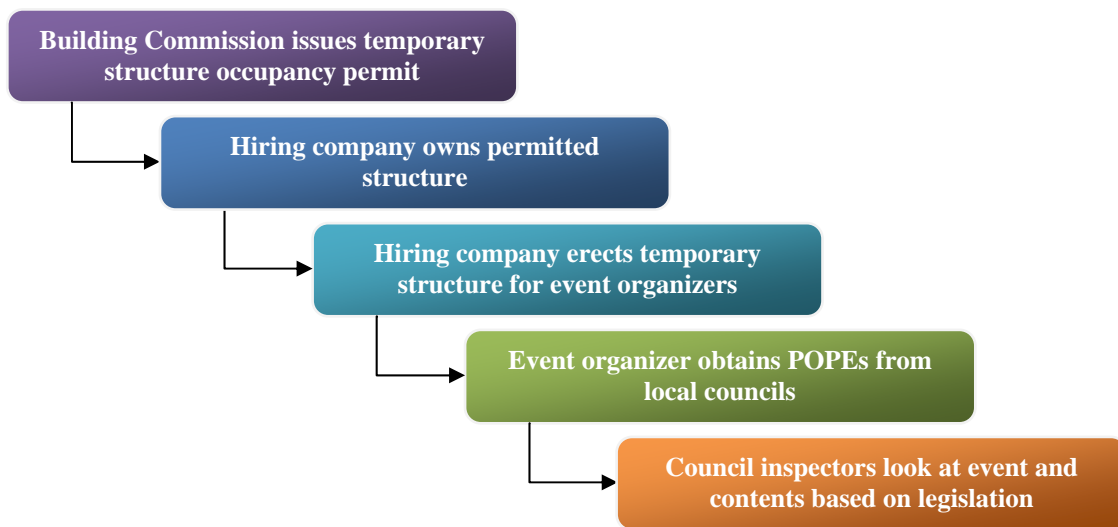 Building Commission issues temporary
structure occupancy permit
Hiring company owns permitted
structure
Hiring company erects temporary
structure for event organizers
Event organizer obtains POPEs from
local councils
Council inspectors look at event and
contents based on legislation